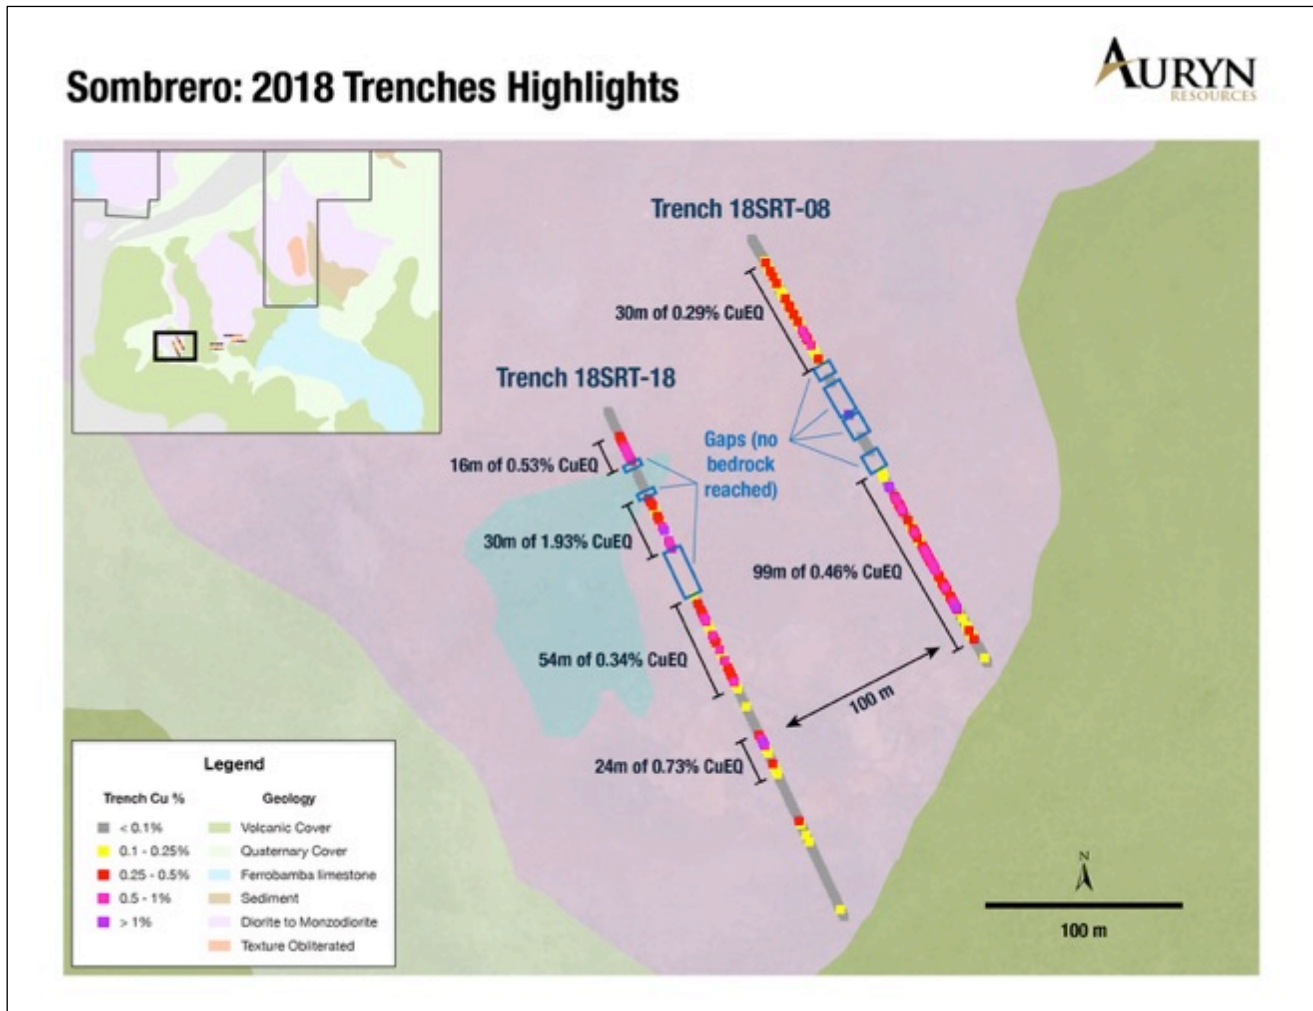 Sombrero: 2018 Trenches Highlights
AURYN
RESOURCES
Trench 18SRT-08
30m of 0.29% CuEQ
Trench 18SRT-18
Gaps (no
bedrock
reached)
16m of 0.53% CuEQ
30m of 1.93% CuEQ
99m of 0.46% CuEQ
54m of 0.34% CuEQ
100 m
24m of 0.73% CuEQ
Legend
Trench Cu %
< 0.1%
0.1 - 0.25%
0.25 - 0.5%
0.5 - 1%
> 1%
Geology
Volcanic Cover
Quaternary Cover
Ferrobamba limestone
Sediment
Diorite to Monzodiorite
Texture Obliterated
N
100 m